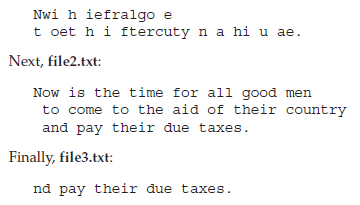 Nwi h iefralgo e
t oet h i ftercuty n a hi u ae.
Next, file2.txt:
Now is the time for all good men
to come to the aid of their country
and pay their due taxes.
Finally, file3.txt:
nd pay their due taxes.